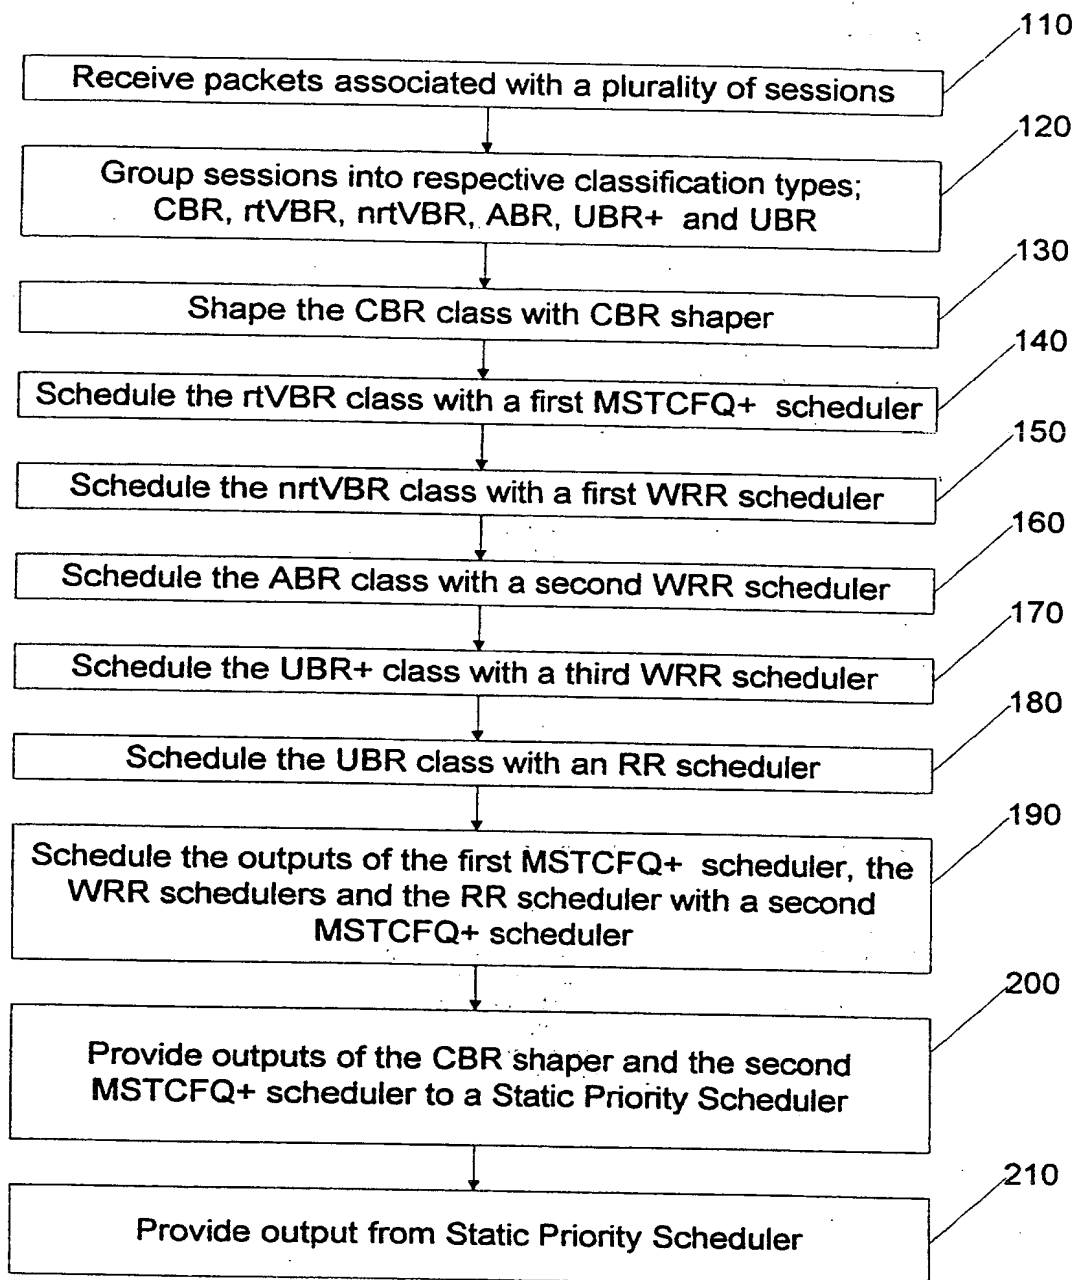 110
Receive packets associated with a plurality of sessions
120
Group sessions into respective classification types;
CBR, rtVBR, nrtVBR, ABR, UBR+ and UBR
130
Shape the CBR class with CBR shaper
140
Schedule the rtVBR class with a first MSTCFQ+ scheduler
150
Schedule the nrtVBR class with a first WRR scheduler
160
Schedule the ABR class with a second WRR scheduler
170
Schedule the UBR+ class with a third WRR scheduler
180
Schedule the UBR class with an RR scheduler
190
Schedule the outputs of the first MSTCFQ+ scheduler, the
WRR schedulers and the RR scheduler with a second
MSTCFQ+ scheduler
200
Provide outputs of the CBR shaper and the second
MSTCFQ+ scheduler to a Static Priority Scheduler
210
Provide output from Static Priority Scheduler